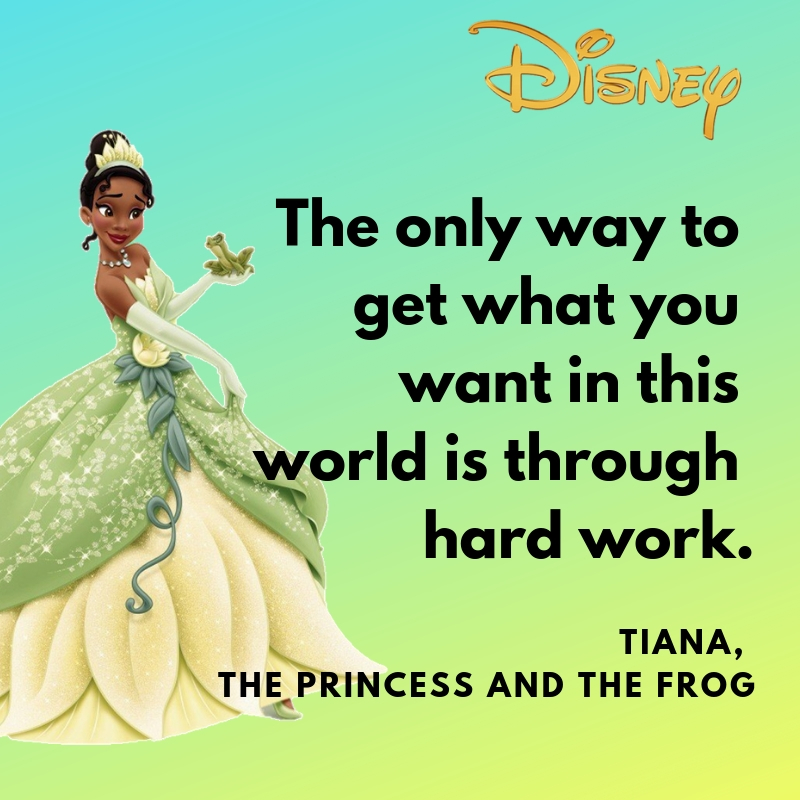 Disney
The only way to
get what you
want in this
world is through
hard work.
TIANA,
THE PRINCESS AND THE FROG